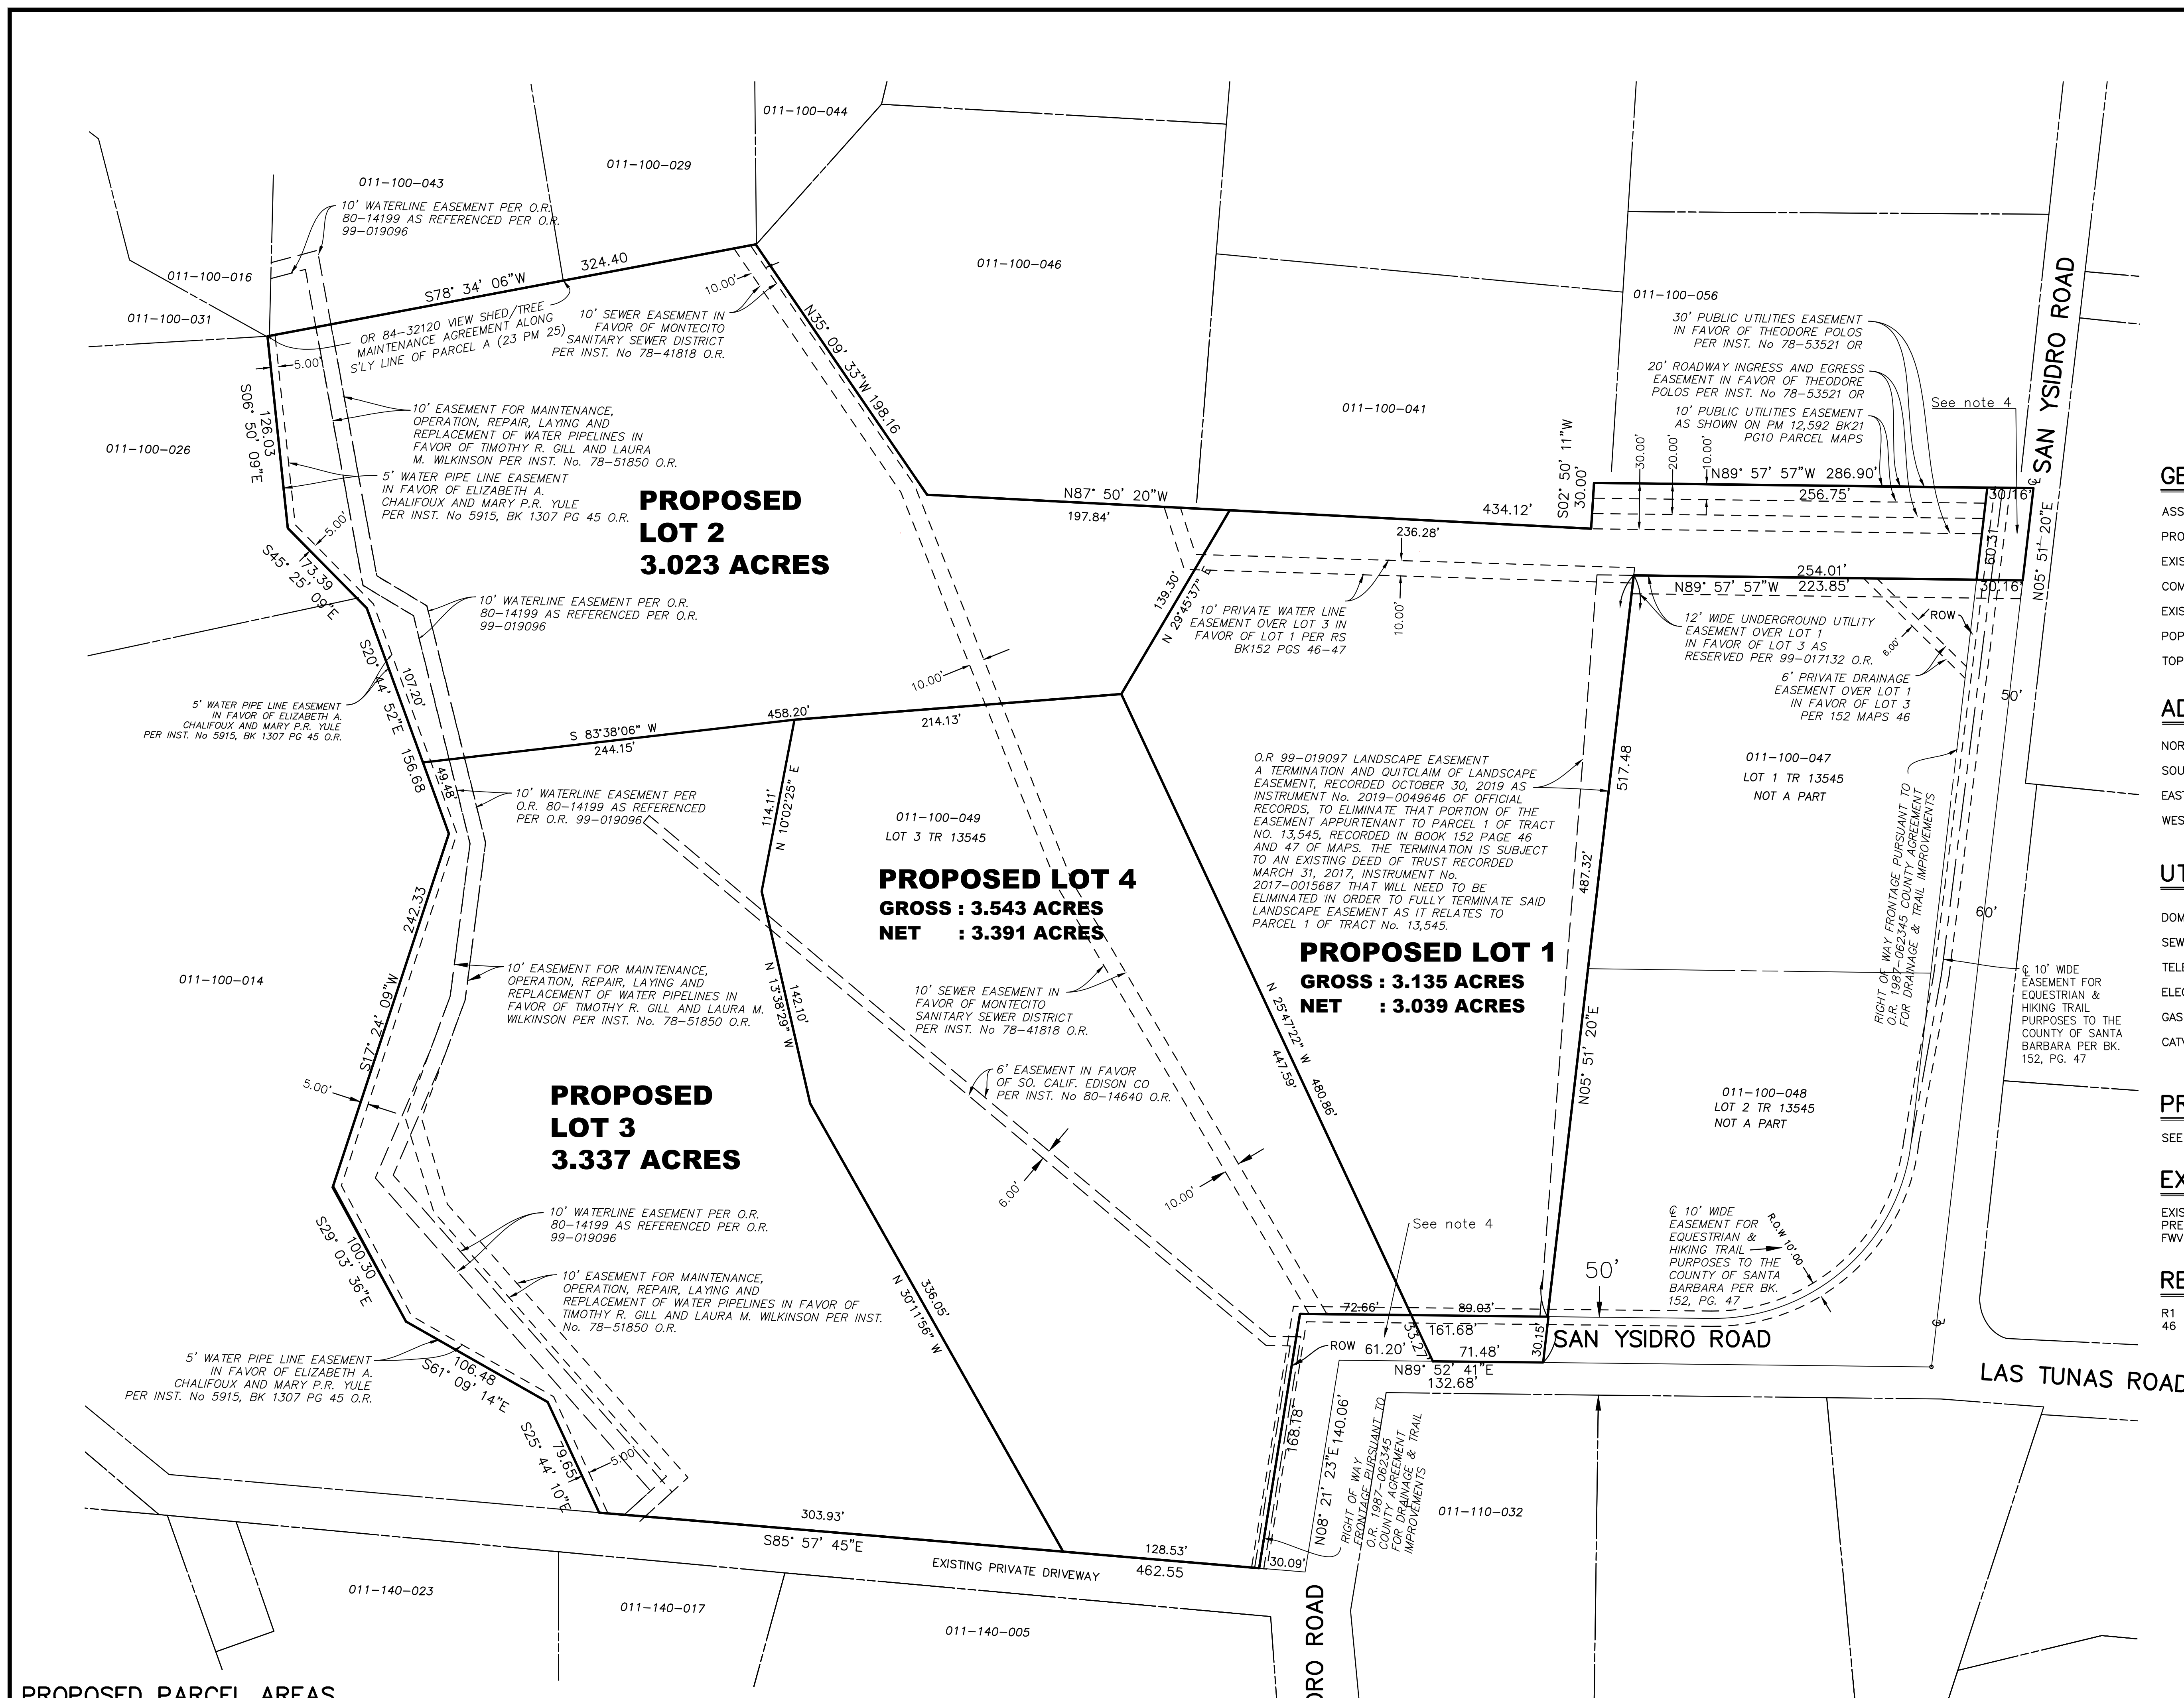 011-100-044
011-100-029
011-100-043
10' WATERLINE EASEMENT PER O.R.
80-14199 AS REFERENCED PER O.R.
99-019096
011-100-016
011-100-031
S78° 34' 06"W
324.40
OR 84-32120 VIEW SHED/TREE
MAINTENANCE AGREEMENT ALONG
S'LY LINE OF PARCEL A (23 PM 25)
10.00'
10' SEWER EASEMENT IN
FAVOR OF MONTECITO
SANITARY SEWER DISTRICT
PER INST. No 78-41818 O.R.
N35° 09' 33"W 198.16
011-100-046
011-100-041
011-100-056
30' PUBLIC UTILITIES EASEMENT
IN FAVOR OF THEODORE POLOS
PER INST. No 78-53521 OR
20' ROADWAY INGRESS AND EGRESS
EASEMENT IN FAVOR OF THEODORE
POLOS PER INST. No 78-53521 OR
10' PUBLIC UTILITIES EASEMENT
AS SHOWN ON PM 12,592 BK21
PG10 PARCEL MAPS
See note 4
℄ SAN YSIDRO ROAD
5.00'
S06° 50' 09"E
126.03
011-100-026
10' EASEMENT FOR MAINTENANCE,
OPERATION, REPAIR, LAYING AND
REPLACEMENT OF WATER PIPELINES IN
FAVOR OF TIMOTHY R. GILL AND LAURA
M. WILKINSON PER INST. No. 78-51850 O.R.
5' WATER PIPE LINE EASEMENT
IN FAVOR OF ELIZABETH A.
CHALIFOUX AND MARY P.R. YULE
PER INST. No 5915, BK 1307 PG 45 O.R.
PROPOSED
LOT 2
3.023 ACRES
N87° 50' 20"W
197.84'
434.12'
236.28'
S02° 50' 11"W
30.00'
30.00'
20.00'
10.00'
N89° 57' 57"W 286.90'
256.75'
30.16'
60.31'
N05° 51' 20"E
254.01'
N89° 57' 57"W 223.85'
30.16'
5.00'
S45° 25' 09"E
73.39
10' WATERLINE EASEMENT PER O.R.
80-14199 AS REFERENCED PER O.R.
99-019096
139.30'
N 29°45'37" E
10' PRIVATE WATER LINE
EASEMENT OVER LOT 3 IN
FAVOR OF LOT 1 PER RS
BK152 PGS 46-47
10.00'
12' WIDE UNDERGROUND UTILITY
EASEMENT OVER LOT 1
IN FAVOR OF LOT 3 AS
RESERVED PER 99-017132 O.R.
ROW
6.00'
6' PRIVATE DRAINAGE
EASEMENT OVER LOT 1
IN FAVOR OF LOT 3
PER 152 MAPS 46
50'
S20° 44' 52"E
107.20'
156.68
49.48'
5' WATER PIPE LINE EASEMENT
IN FAVOR OF ELIZABETH A.
CHALIFOUX AND MARY P.R. YULE
PER INST. No 5915, BK 1307 PG 45 O.R.
10.00'
458.20'
S 83°38'06" W
244.15'
214.13'
10' WATERLINE EASEMENT PER
O.R. 80-14199 AS REFERENCED
PER O.R. 99-019096
114.11'
N 10°02'25" E
011-100-049
LOT 3 TR 13545
PROPOSED LOT 4
GROSS : 3.543 ACRES
NET : 3.391 ACRES
O.R 99-019097 LANDSCAPE EASEMENT
A TERMINATION AND QUITCLAIM OF LANDSCAPE
EASEMENT, RECORDED OCTOBER 30, 2019 AS
INSTRUMENT No. 2019-0049646 OF OFFICIAL
RECORDS, TO ELIMINATE THAT PORTION OF THE
EASEMENT APPURTENANT TO PARCEL 1 OF TRACT
NO. 13,545, RECORDED IN BOOK 152 PAGE 46
AND 47 OF MAPS. THE TERMINATION IS SUBJECT
TO AN EXISTING DEED OF TRUST RECORDED
MARCH 31, 2017, INSTRUMENT No.
2017-0015687 THAT WILL NEED TO BE
ELIMINATED IN ORDER TO FULLY TERMINATE SAID
LANDSCAPE EASEMENT AS IT RELATES TO
PARCEL 1 OF TRACT No. 13,545.
PROPOSED LOT 1
GROSS : 3.135 ACRES
NET : 3.039 ACRES
517.48
487.32'
N05° 51' 20"E
011-100-047
LOT 1 TR 13545
NOT A PART
RIGHT OF WAY FRONTAGE PURSUANT TO
O.R. 1987-062345 COUNTY AGREEMENT
FOR DRAINAGE & TRAIL IMPROVEMENTS
60'
℄ 10' WIDE
EASEMENT FOR
EQUESTRIAN &
HIKING TRAIL
PURPOSES TO THE
COUNTY OF SANTA
BARBARA PER BK.
152, PG. 47
242.33
S17° 24' 09"W
011-100-014
10' EASEMENT FOR MAINTENANCE,
OPERATION, REPAIR, LAYING AND
REPLACEMENT OF WATER PIPELINES IN
FAVOR OF TIMOTHY R. GILL AND LAURA M.
WILKINSON PER INST. No. 78-51850 O.R.
142.10'
N 13°38'29" W
10' SEWER EASEMENT IN
FAVOR OF MONTECITO
SANITARY SEWER DISTRICT
PER INST. No 78-41818 O.R.
6' EASEMENT IN FAVOR
OF SO. CALIF. EDISON CO
PER INST. No 80-14640 O.R.
N 25°47'22" W
447.59'
480.86'
5.00'
PROPOSED
LOT 3
3.337 ACRES
6.00'
10.00'
011-100-048
LOT 2 TR 13545
NOT A PART
℄ 10' WIDE
EASEMENT FOR
EQUESTRIAN &
HIKING TRAIL
PURPOSES TO THE
COUNTY OF SANTA
BARBARA PER BK.
152, PG. 47
R.O.W 10'.00
S29° 03' 36"E
100.30
10' WATERLINE EASEMENT PER O.R.
80-14199 AS REFERENCED PER O.R.
99-019096
10' EASEMENT FOR MAINTENANCE,
OPERATION, REPAIR, LAYING AND
REPLACEMENT OF WATER PIPELINES IN FAVOR OF
TIMOTHY R. GILL AND LAURA M. WILKINSON PER INST.
No. 78-51850 O.R.
336.05'
N 30°11'56" W
See note 4
50'
72.66'
89.03'
161.68'
33.27
30.15'
SAN YSIDRO ROAD
ROW
61.20'
71.48'
N89° 52' 41"E
132.68'
LAS TUNAS ROAD
5' WATER PIPE LINE EASEMENT
IN FAVOR OF ELIZABETH A.
CHALIFOUX AND MARY P.R. YULE
PER INST. No 5915, BK 1307 PG 45 O.R.
106.48
S61° 09' 14"E
79.65
S25° 44' 10"E
5.00'
168.18'
N08° 21' 23"E 140.06'
RIGHT OF WAY
FRONTAGE PURSUANT TO
O.R. 1987-062345
COUNTY AGREEMENT
FOR DRAINAGE & TRAIL
IMPROVEMENTS
011-110-032
303.93'
S85° 57' 45"E
128.53'
462.55
30.09'
EXISTING PRIVATE DRIVEWAY
011-140-023
011-140-017
011-140-005
DRO ROAD
PROPOSED PARCEL AREAS
GE
ASS
PRO
EXIS
COM
EXIS
POP
TOP
AD
NOR
SOU
EAST
WES
UT
DOM
SEW
TELE
ELEC
GAS
CATV
PR
SEE
EX
EXIS
PRE
FWV
RE
R1
46